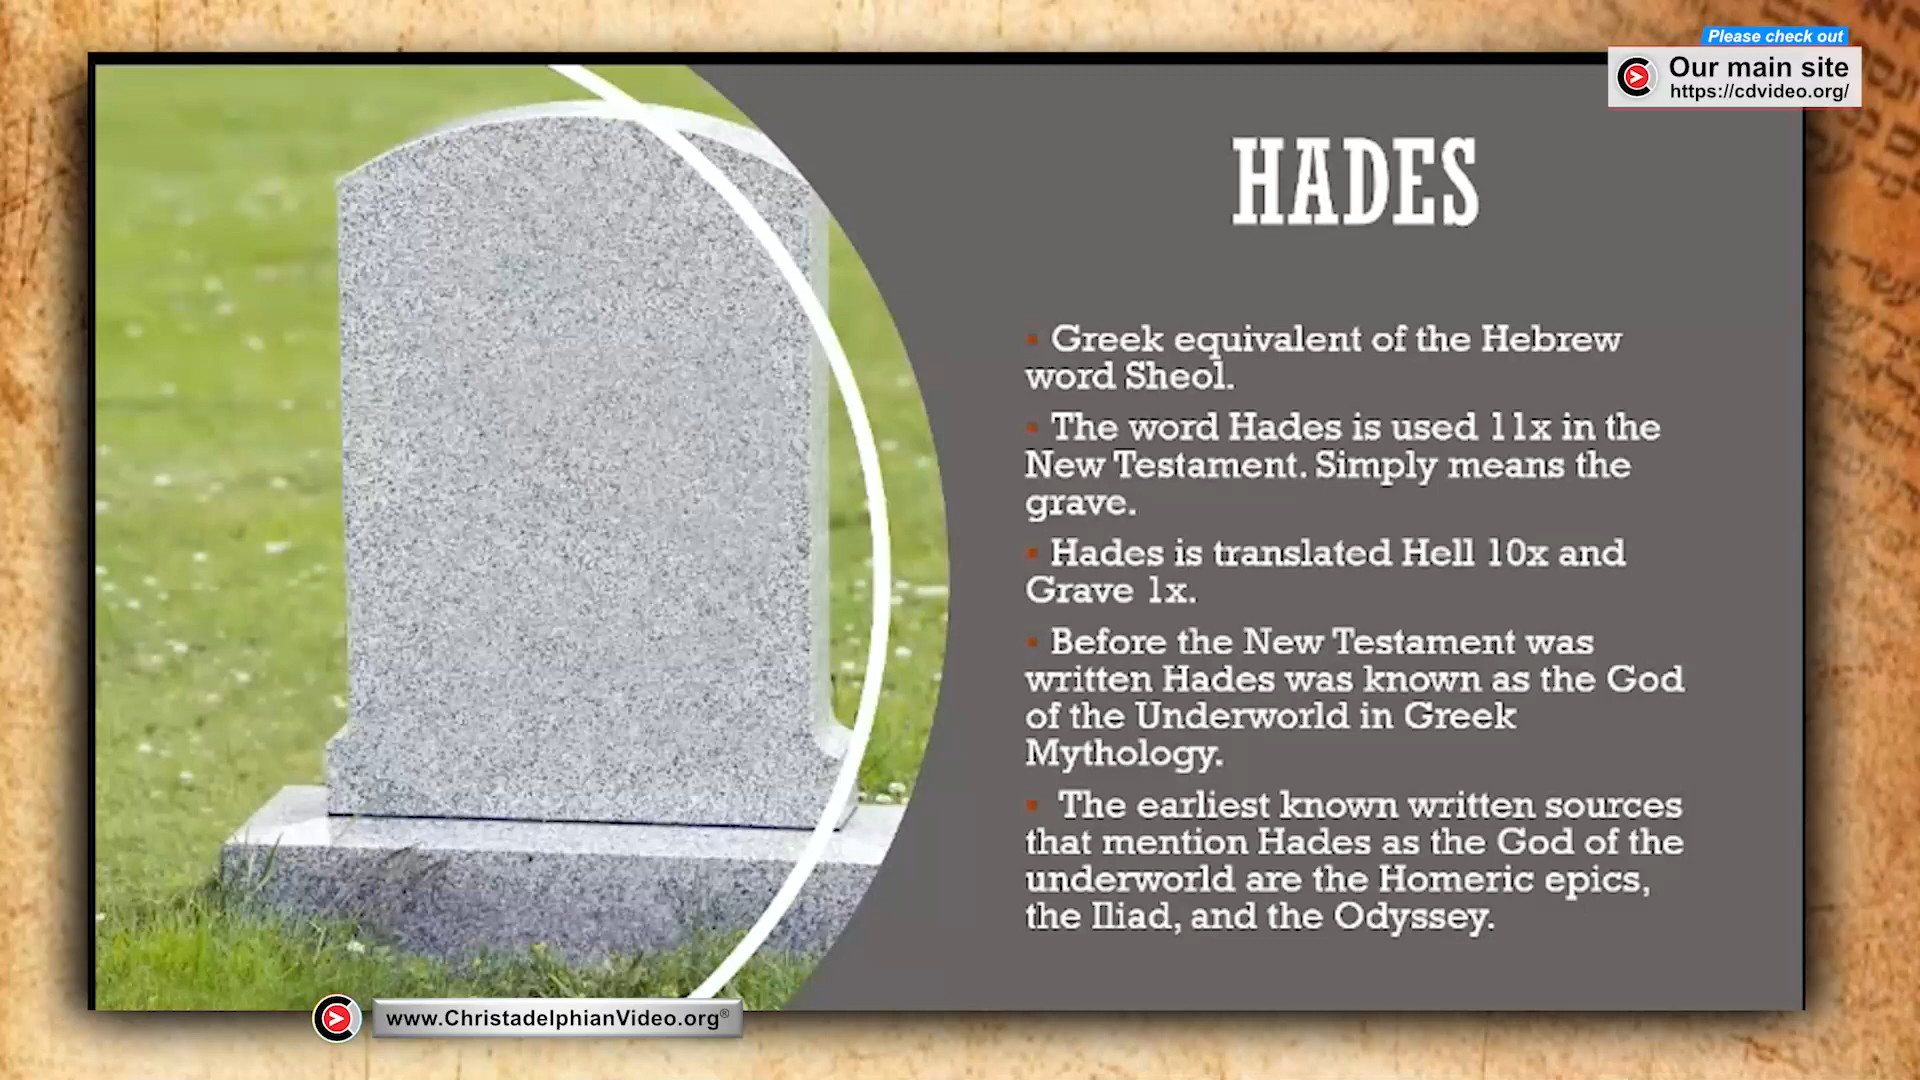 Please check out
Our main site
https://cdvideo.org/
HADES
▪ Greek equivalent of the Hebrew
word Sheol.
▪ The word Hades is used 11x in the
New Testament. Simply means the
grave.
▪ Hades is translated Hell 10x and
Grave 1x.
▪ Before the New Testament was
written Hades was known as the God
of the Underworld in Greek
Mythology.
▪ The earliest known written sources
that mention Hades as the God of the
underworld are the Homeric epics,
the Iliad, and the Odyssey.
www.ChristadelphianVideo.org®